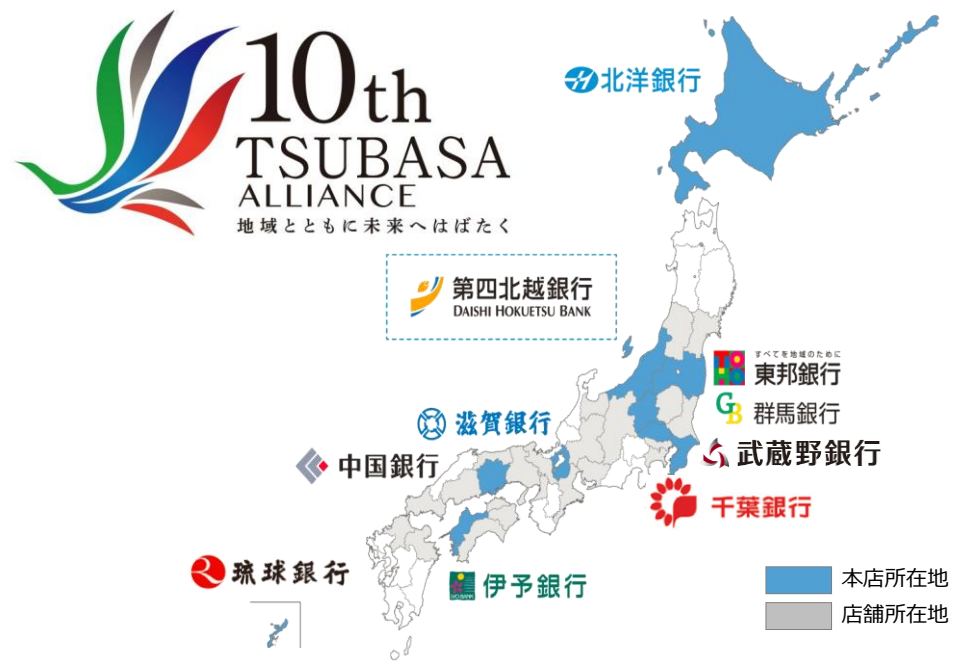 10th
TSUBASA
ALLIANCE
地域とともに未来へはばたく
北洋銀行
第四北越銀行
DAISHI HOKUETSU BANK
TOHO
すべてを地域のために
東邦銀行
GB
群馬銀行
滋賀銀行
武蔵野銀行
中国銀行
千葉銀行
琉球銀行
IYO BANK
伊予銀行
本店所在地
店舗所在地